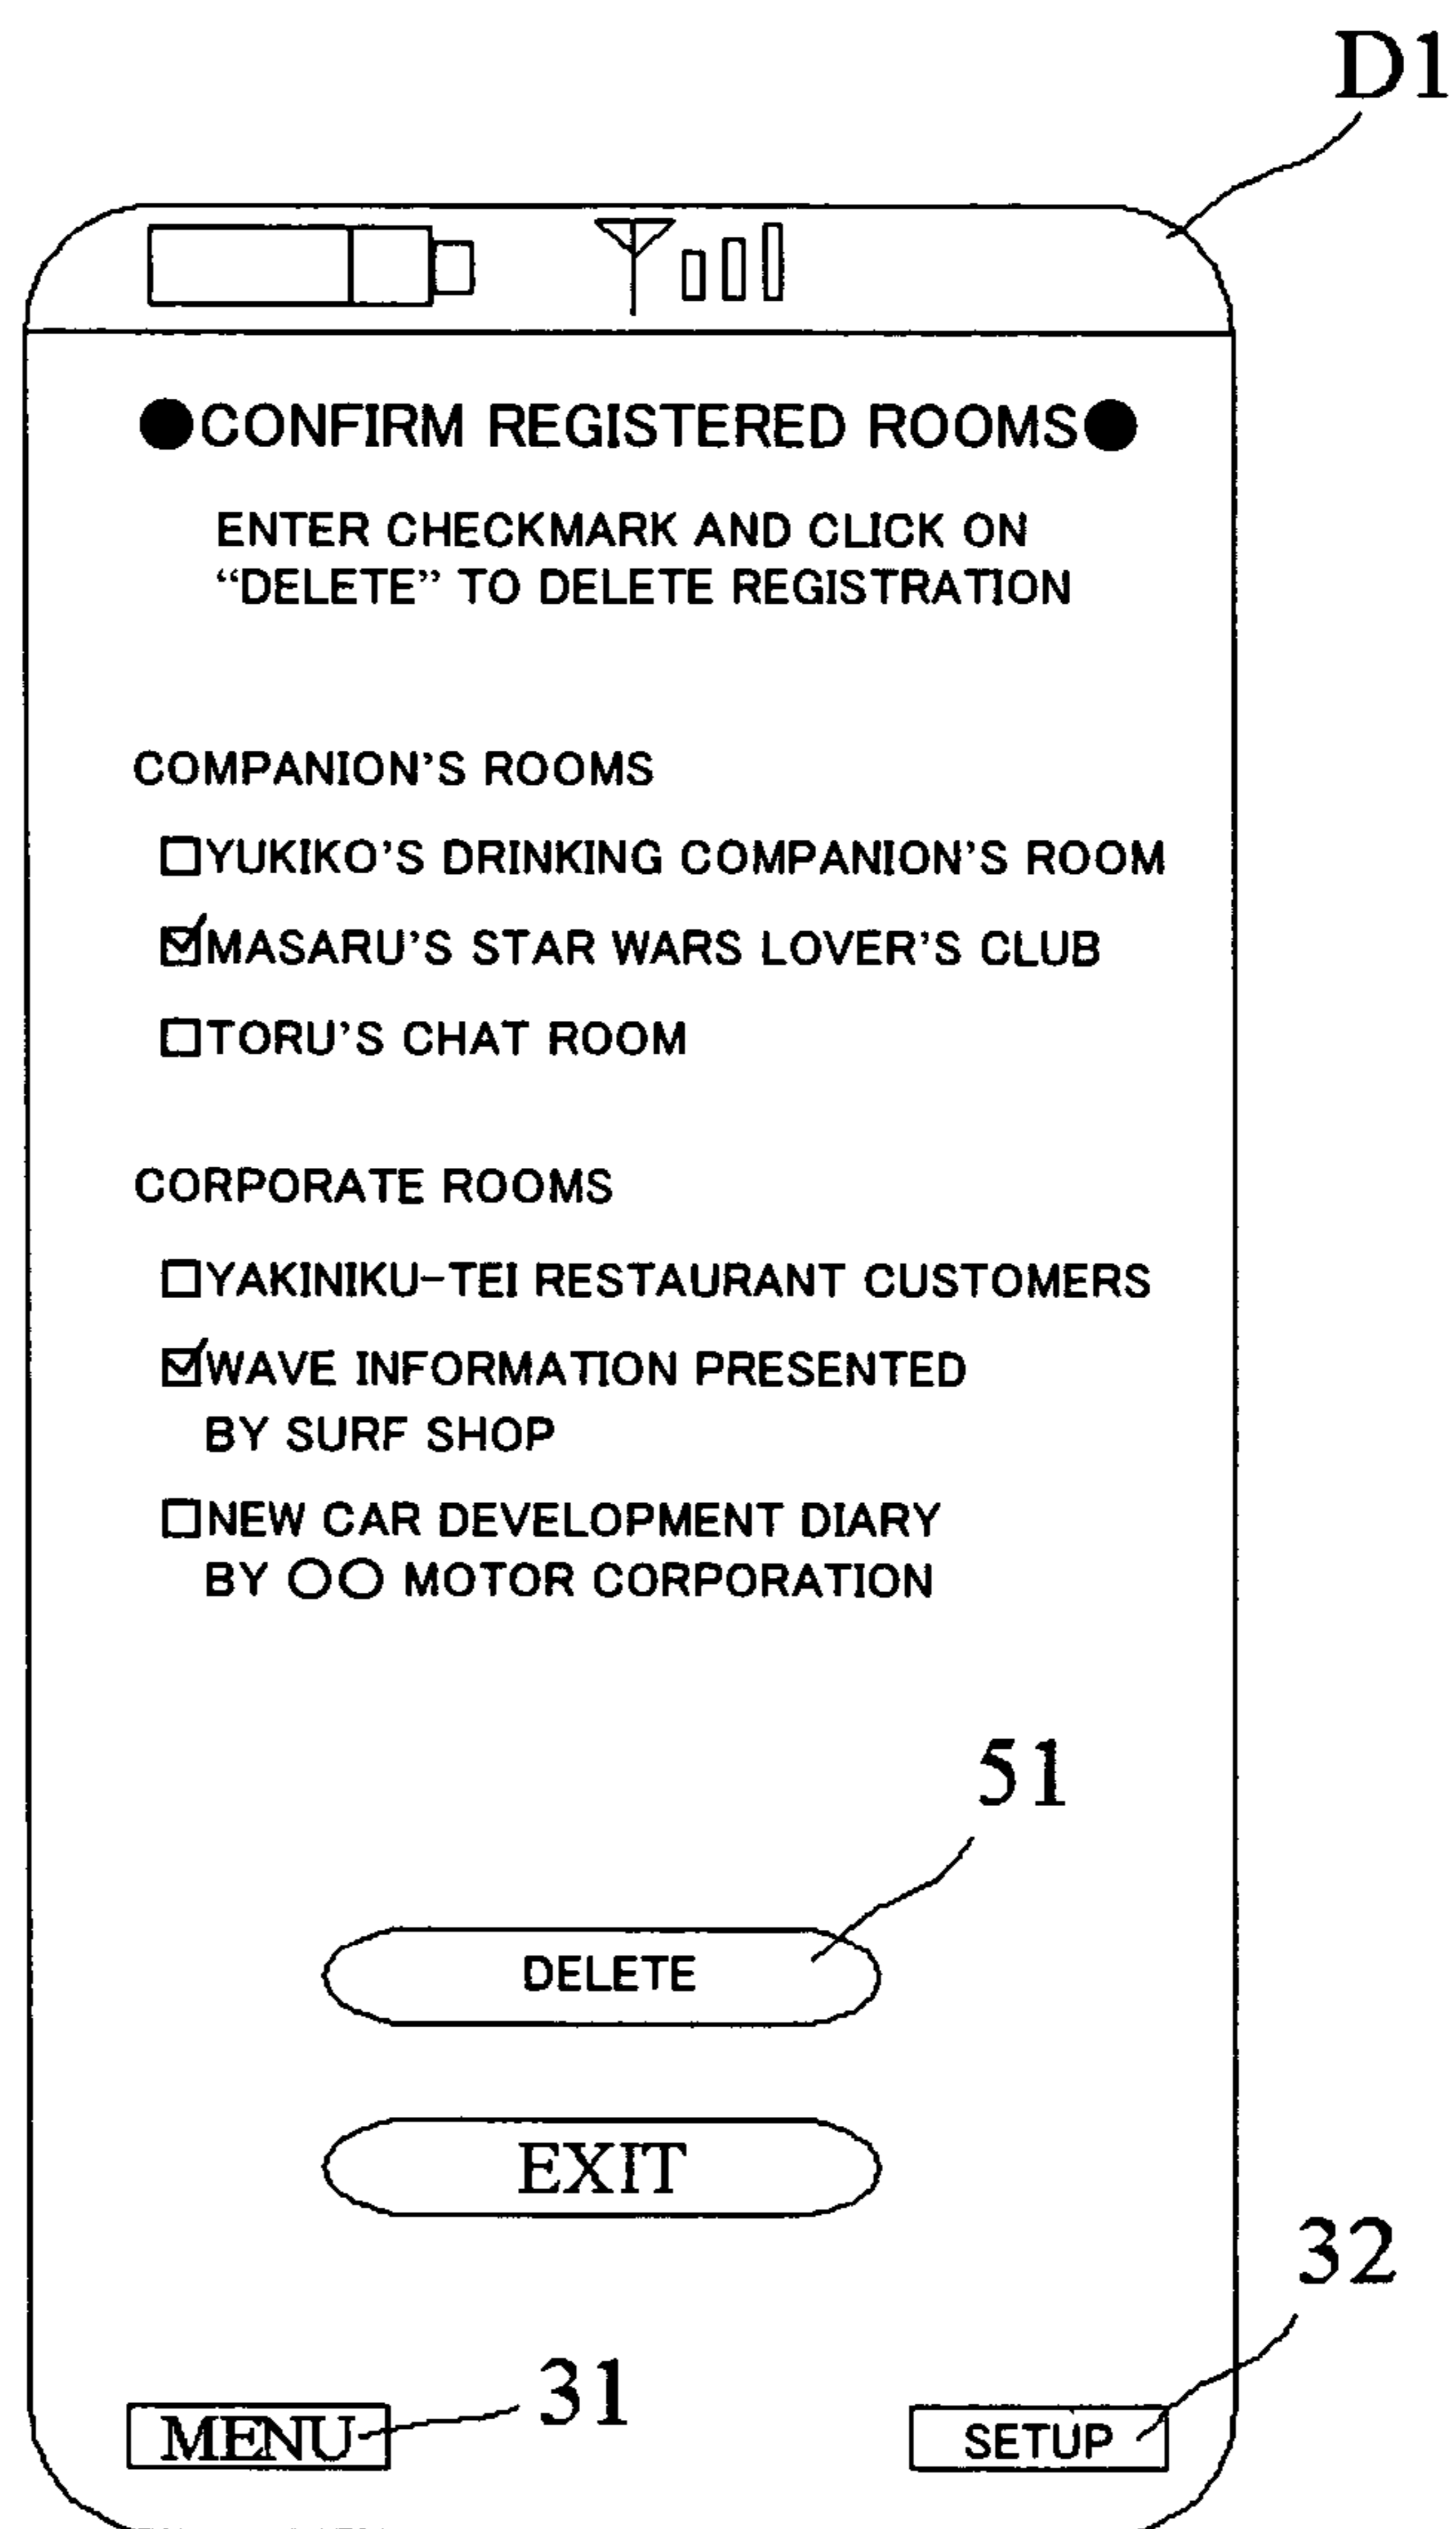 D1
●CONFIRM REGISTERED ROOMS●
ENTER CHECKMARK AND CLICK ON
“DELETE” TO DELETE REGISTRATION
COMPANION’S ROOMS
☐YUKIKO’S DRINKING COMPANION’S ROOM
☑MASARU’S STAR WARS LOVER’S CLUB
☐TORU’S CHAT ROOM
CORPORATE ROOMS
☐YAKINIKU-TEI RESTAURANT CUSTOMERS
☑WAVE INFORMATION PRESENTED
BY SURF SHOP
☐NEW CAR DEVELOPMENT DIARY
BY ○○ MOTOR CORPORATION
51
DELETE
EXIT
32
31
MENU
SETUP